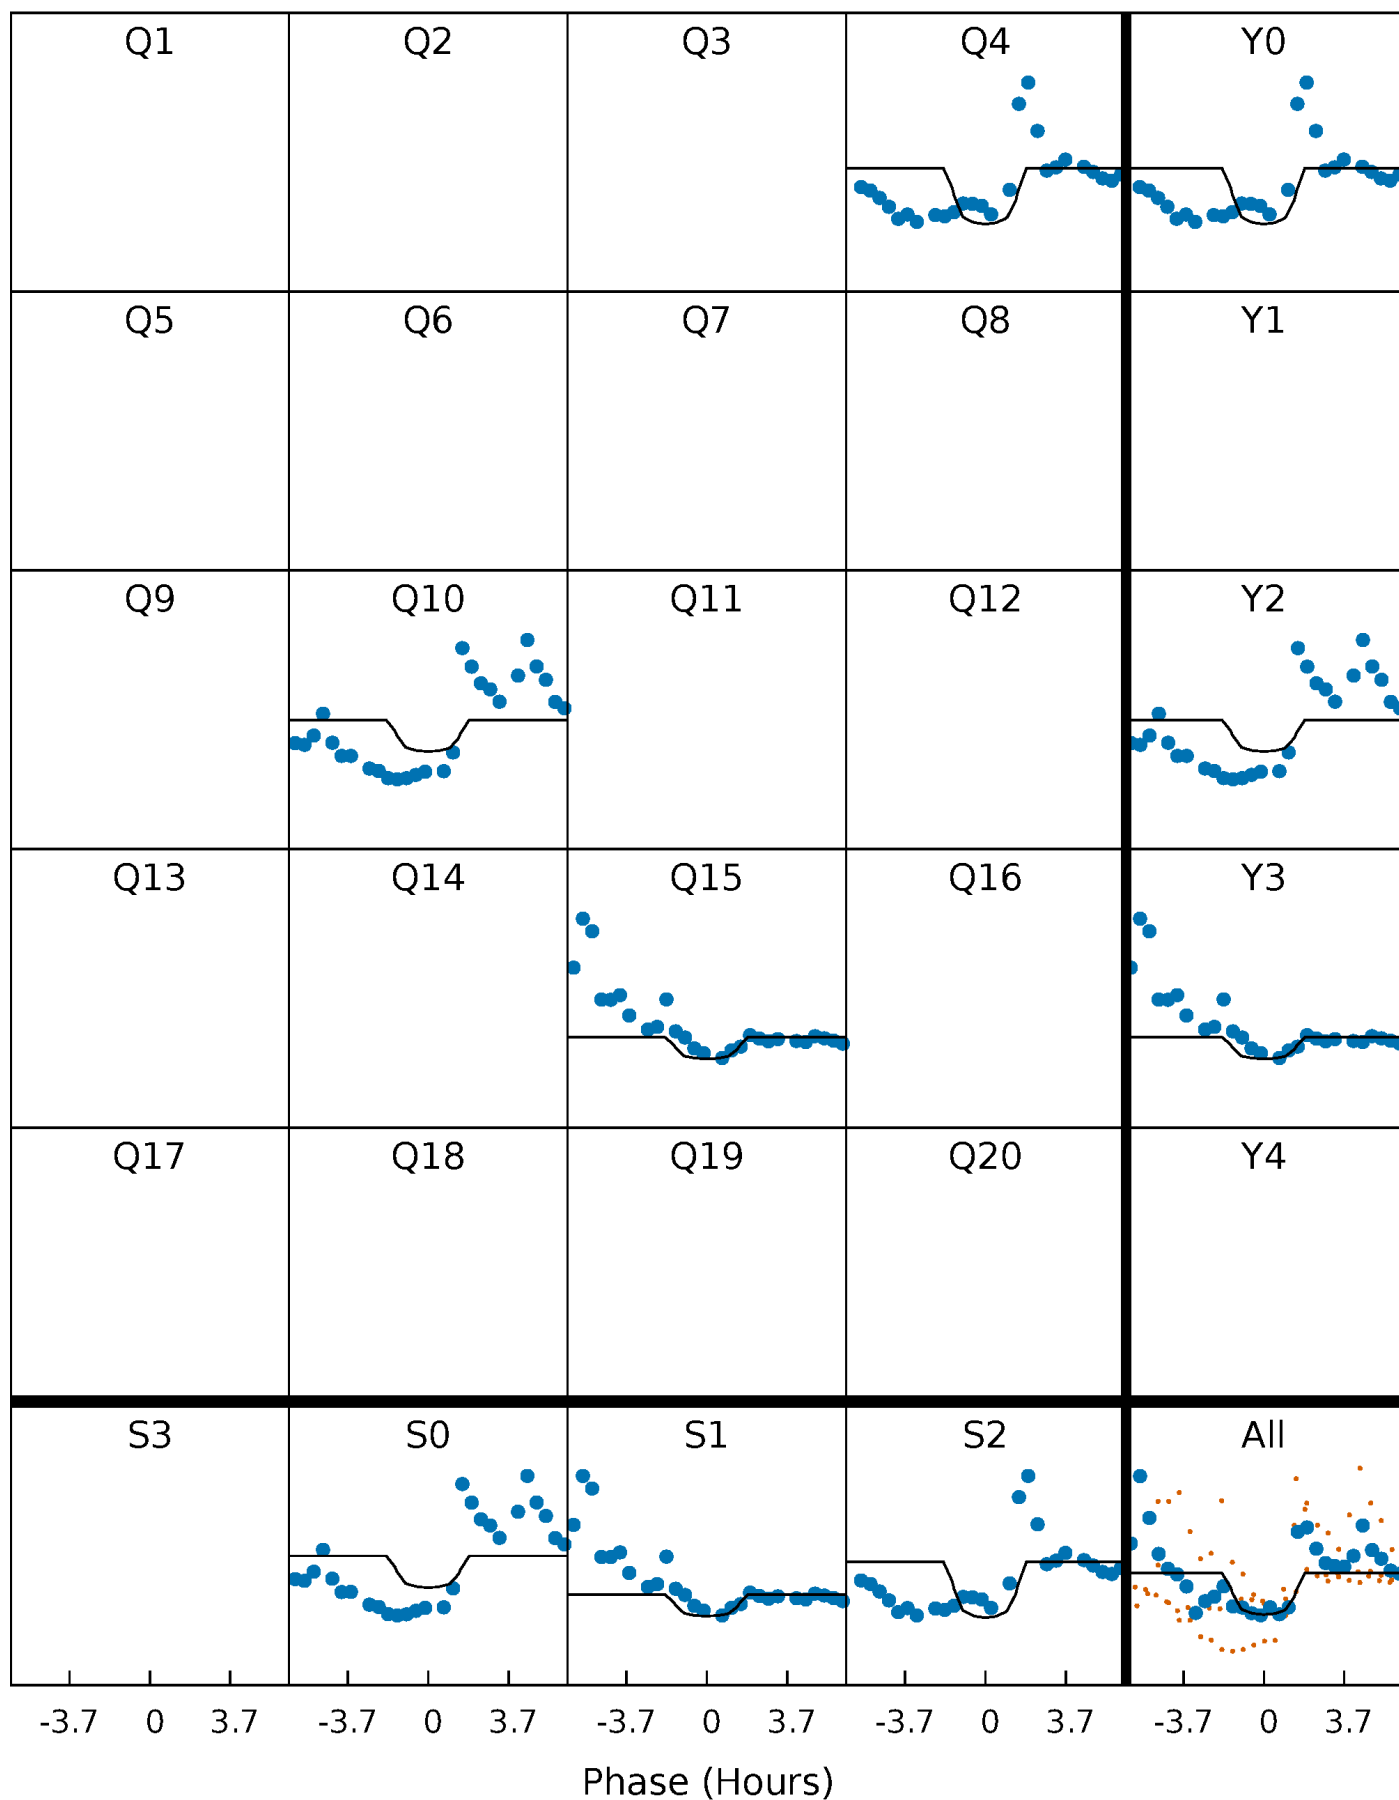 Q1 Q2 Q3 Q4 Y0
Q5 Q6 Q7 Q8 Y1
Q9 Q10 Q11 Q12 Y2
Q13 Q14 Q15 Q16 Y3
Q17 Q18 Q19 Q20 Y4
S3 S0 S1 S2 All
-3.7 0 3.7 -3.7 0 3.7 -3.7 0 3.7 -3.7 0 3.7 -3.7 0 3.7
Phase (Hours)